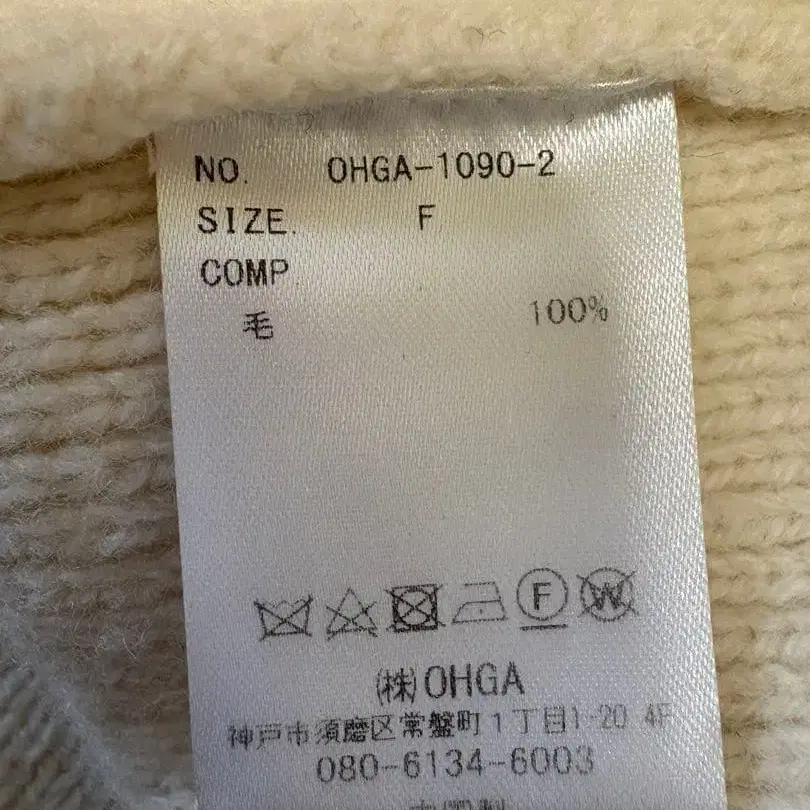 NO. OHGA-1090-2
SIZE. F
COMP
毛 100%
F W
㈱OHGA
神戸市須磨区常盤町1丁目1-20 4F
080-6134-6003